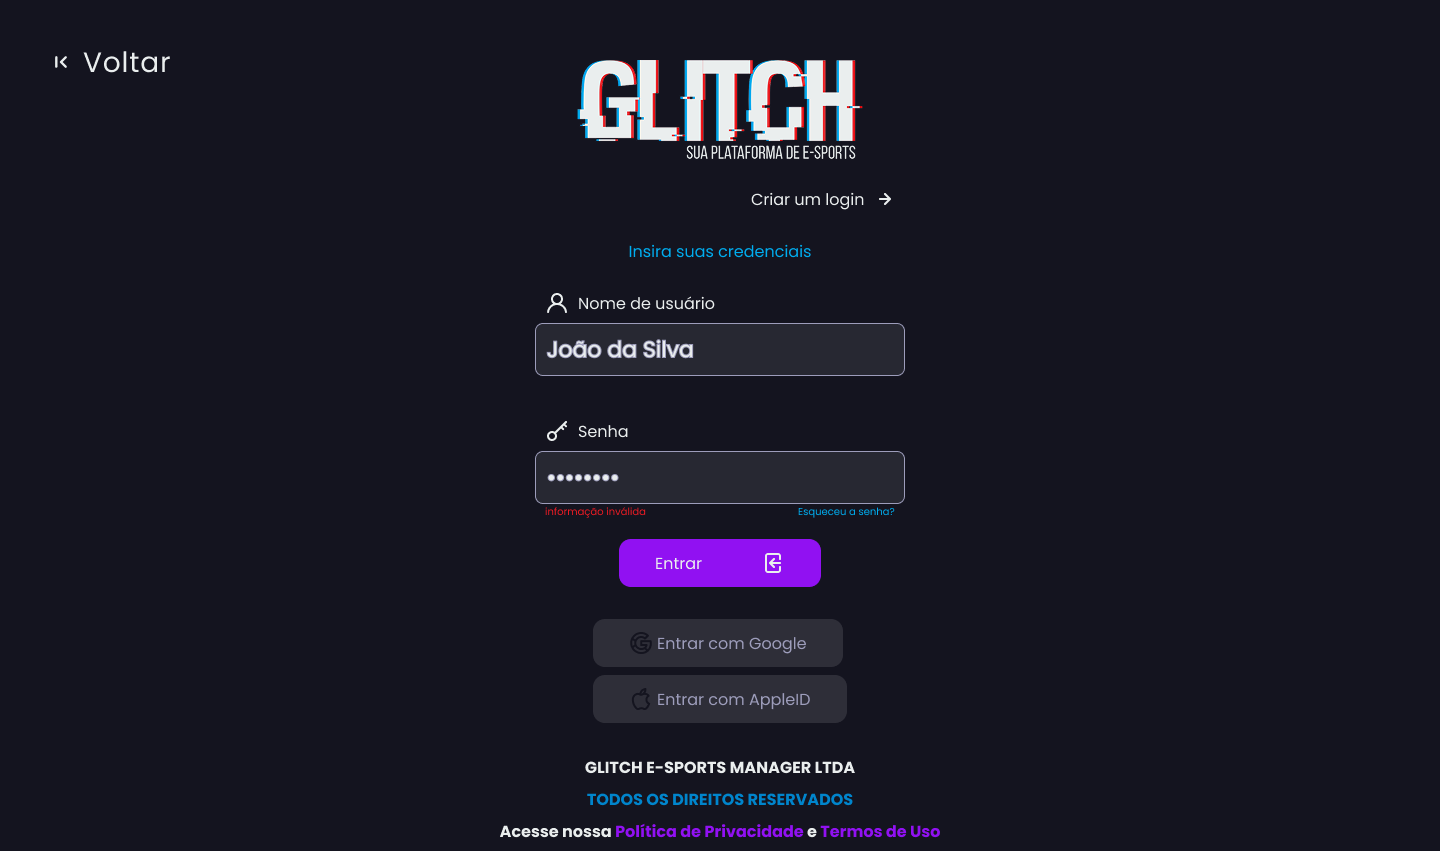 Voltar
GLITCH
SUA PLATAFORMA DE E-SPORTS
Criar um login
Insira suas credenciais
Nome de usuário
João da Silva
Senha
••••••••
informação inválida
Esqueceu a senha?
Entrar
Entrar com Google
Entrar com AppleID
GLITCH E-SPORTS MANAGER LTDA
TODOS OS DIREITOS RESERVADOS
Acesse nossa Política de Privacidade e Termos de Uso